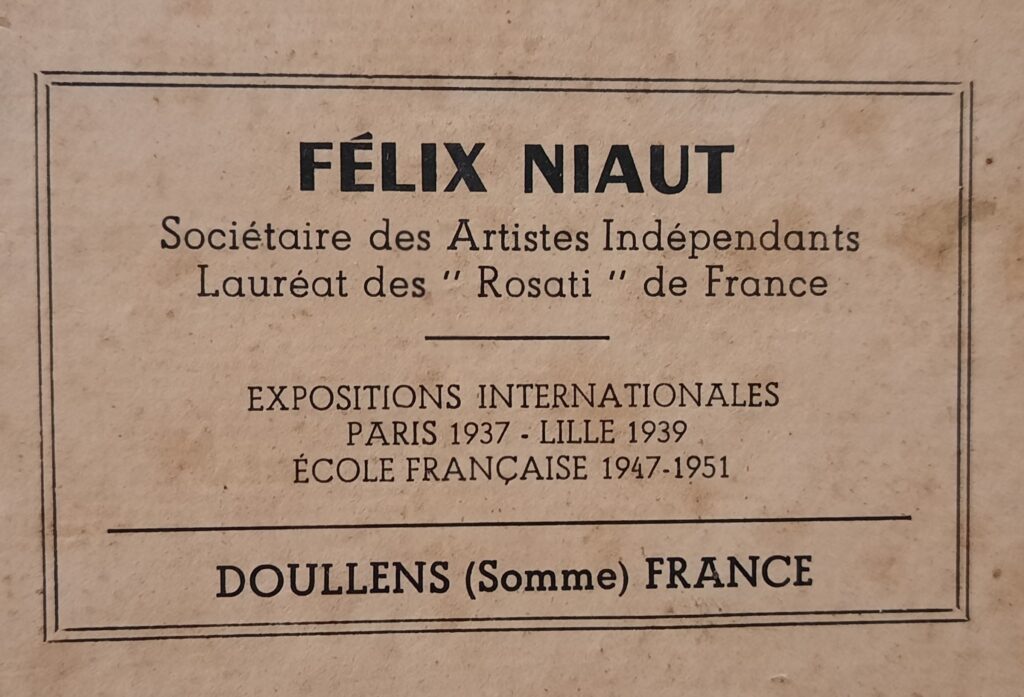 FÉLIX NIAUT
Sociétaire des Artistes Indépendants
Lauréat des " Rosati " de France
EXPOSITIONS INTERNATIONALES
PARIS 1937 - LILLE 1939
ÉCOLE FRANÇAISE 1947-1951
DOULLENS (Somme) FRANCE